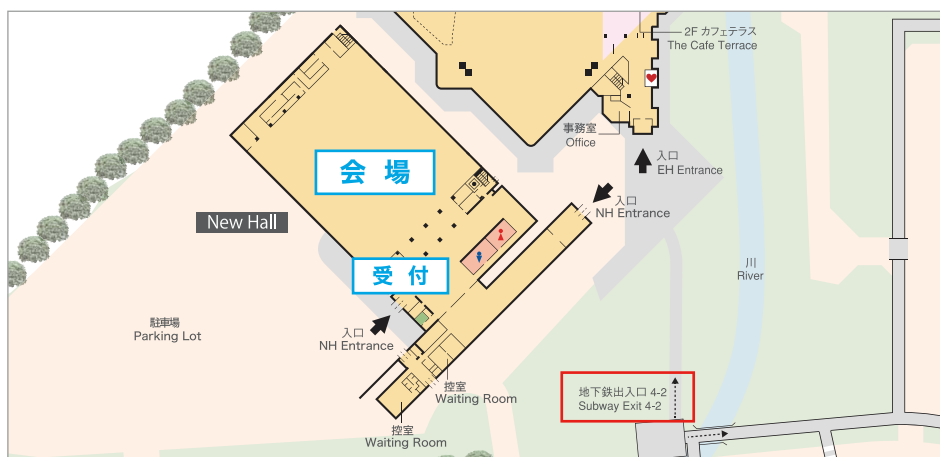 2F カフェテラス
The Cafe Terrace
事務室
Office
入口
EH Entrance
会 場
入口
NH Entrance
New Hall
受 付
川
River
駐車場
Parking Lot
入口
NH Entrance
控室
Waiting Room
地下鉄出入口 4-2
Subway Exit 4-2
控室
Waiting Room